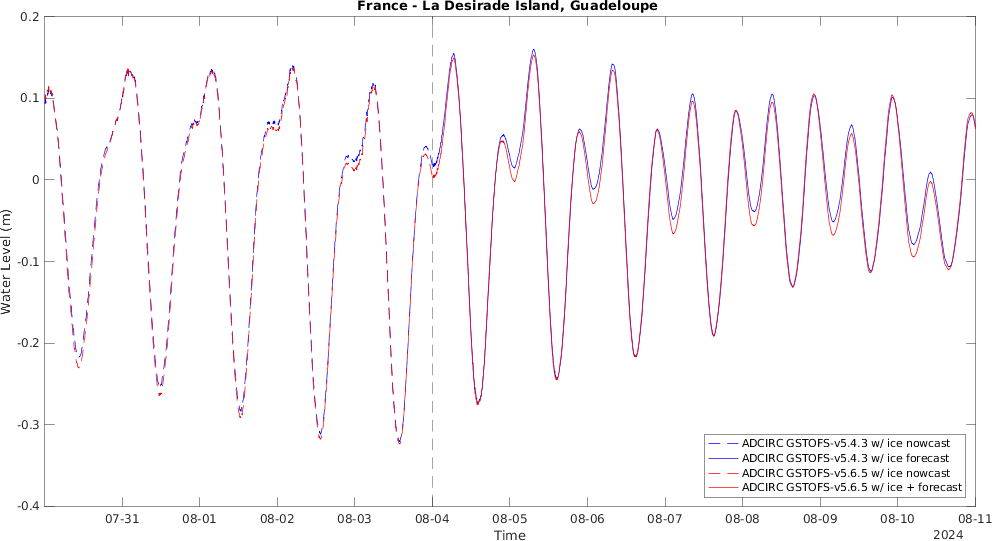 France - La Desirade Island, Guadeloupe
0.2
0.1
0
-0.1
-0.2
-0.3
-0.4
Water Level (m)
07-31
08-01
08-02
08-03
08-04
08-05
08-06
08-07
08-08
08-09
08-10
08-11
Time
2024
ADCIRC GSTOFS-v5.4.3 w/ ice nowcast
ADCIRC GSTOFS-v5.4.3 w/ ice forecast
ADCIRC GSTOFS-v5.6.5 w/ ice nowcast
ADCIRC GSTOFS-v5.6.5 w/ ice + forecast